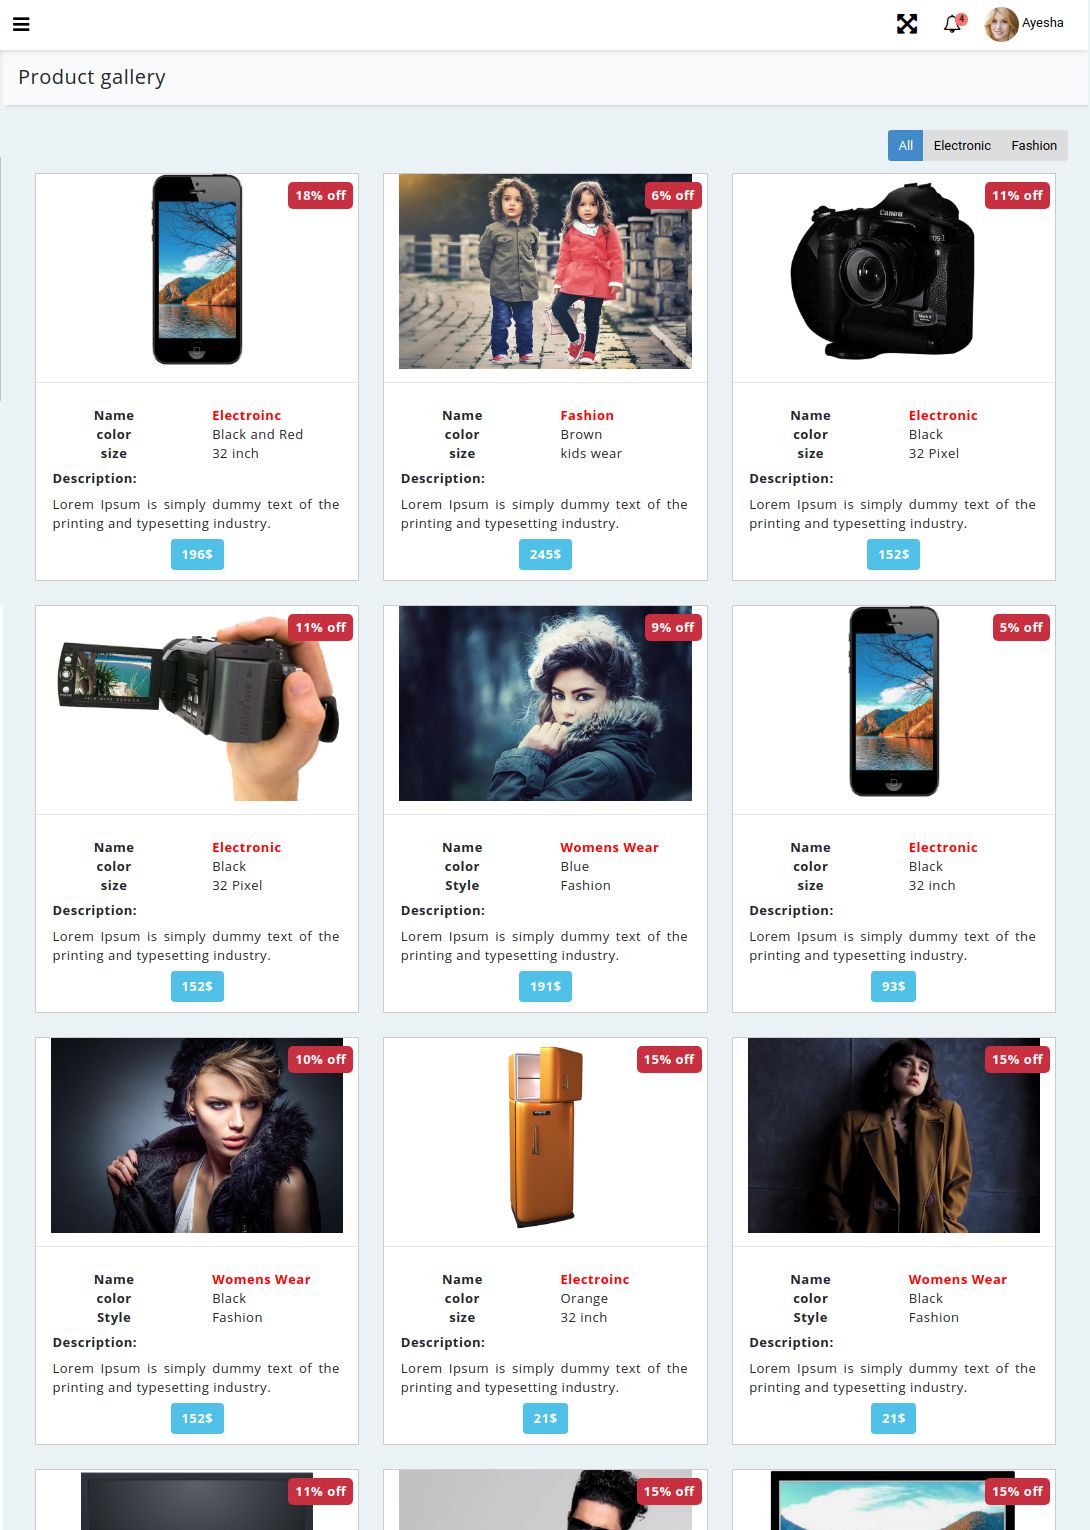 4
Ayesha
Product gallery
All Electronic Fashion
18% off
6% off
Canon
11% off
Name Electroinc
color Black and Red
size 32 inch
Description:
Lorem Ipsum is simply dummy text of the
printing and typesetting industry.
196$
Name Fashion
color Brown
size kids wear
Description:
Lorem Ipsum is simply dummy text of the
printing and typesetting industry.
245$
Name Electronic
color Black
size 32 Pixel
Description:
Lorem Ipsum is simply dummy text of the
printing and typesetting industry.
152$
11% off
9% off
5% off
Name Electronic
color Black
size 32 Pixel
Description:
Lorem Ipsum is simply dummy text of the
printing and typesetting industry.
152$
Name Womens Wear
color Blue
Style Fashion
Description:
Lorem Ipsum is simply dummy text of the
printing and typesetting industry.
191$
Name Electronic
color Black
size 32 inch
Description:
Lorem Ipsum is simply dummy text of the
printing and typesetting industry.
93$
10% off
15% off
15% off
Name Womens Wear
color Black
Style Fashion
Description:
Lorem Ipsum is simply dummy text of the
printing and typesetting industry.
152$
Name Electroinc
color Orange
size 32 inch
Description:
Lorem Ipsum is simply dummy text of the
printing and typesetting industry.
21$
Name Womens Wear
color Black
Style Fashion
Description:
Lorem Ipsum is simply dummy text of the
printing and typesetting industry.
21$
11% off
15% off
15% off